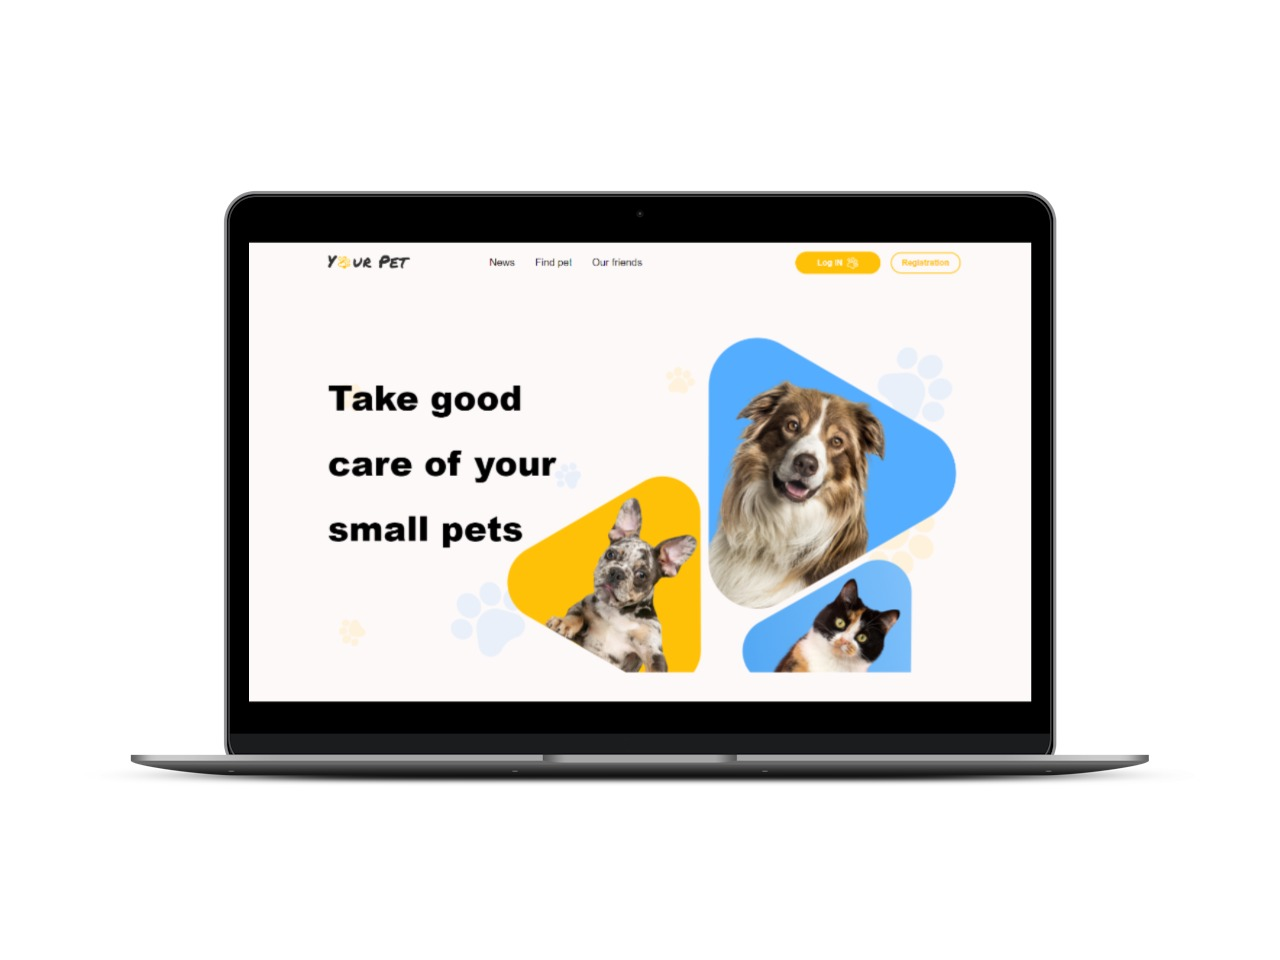 Your Pet
News
Find pet
Our friends
Log IN
Registration
Take good
care of your
small pets